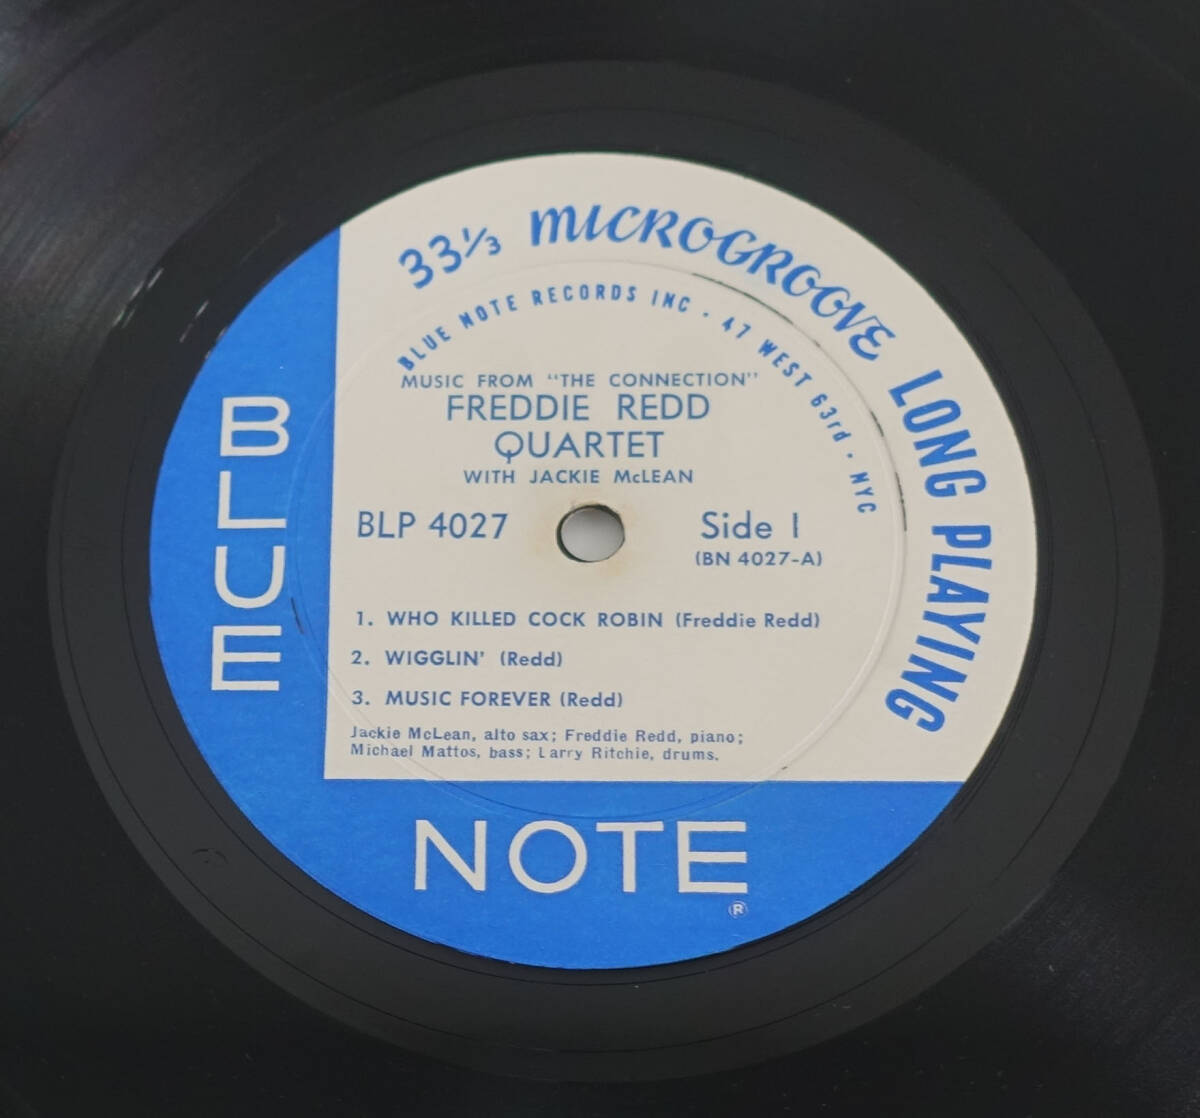 33⅓ MICROGROOVE LONG PLAYING
BLUE NOTE RECORDS INC · 47 WEST 63rd · NYC
MUSIC FROM "THE CONNECTION"
FREDDIE REDD
QUARTET
WITH JACKIE McLEAN
BLP 4027
Side 1
(BN 4027-A)
1. WHO KILLED COCK ROBIN (Freddie Redd)
2. WIGGLIN' (Redd)
3. MUSIC FOREVER (Redd)
Jackie McLean, alto sax; Freddie Redd, piano;
Michael Mattos, bass; Larry Ritchie, drums.
BLUE
NOTE
®